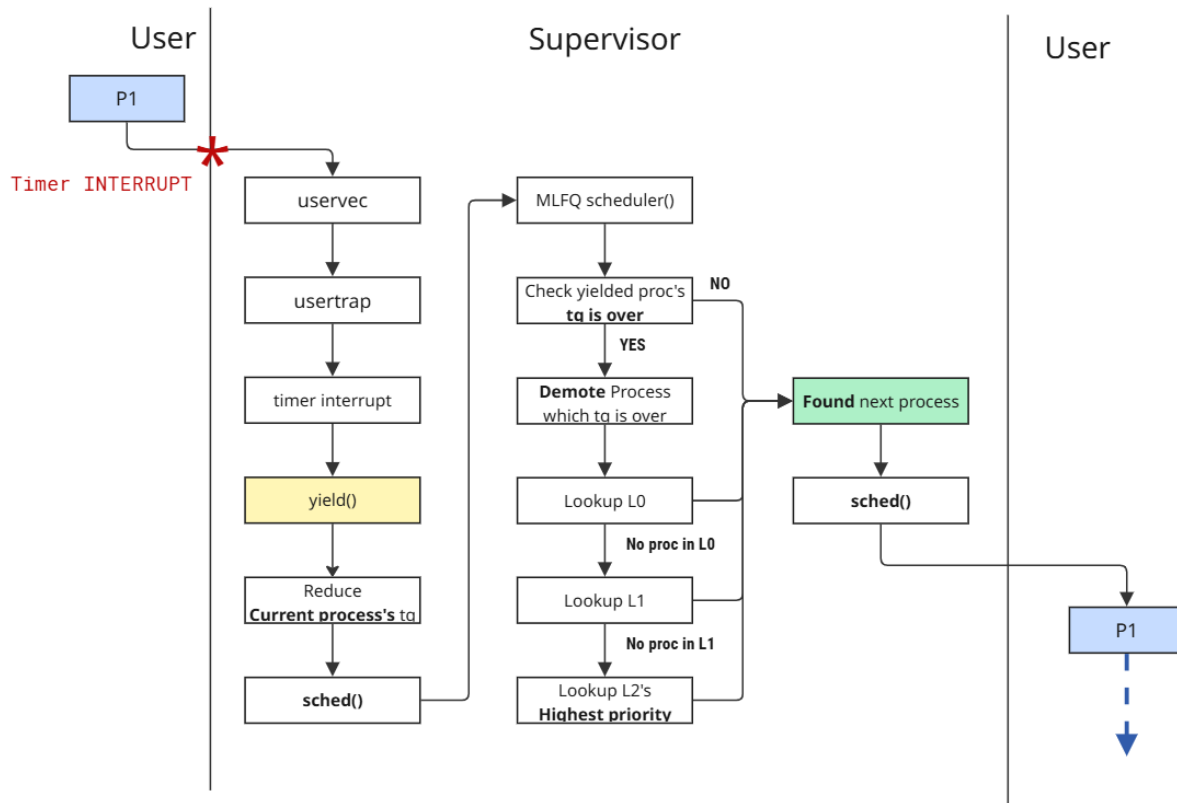 User
Supervisor
User
P1
Timer INTERRUPT
*
uservec
usertrap
timer interrupt
yield()
Reduce
Current process's tq
sched()
MLFQ scheduler()
Check yielded proc's
tq is over
NO
YES
Demote Process
which tq is over
Lookup L0
No proc in L0
Lookup L1
No proc in L1
Lookup L2's
Highest priority
Found next process
sched()
P1